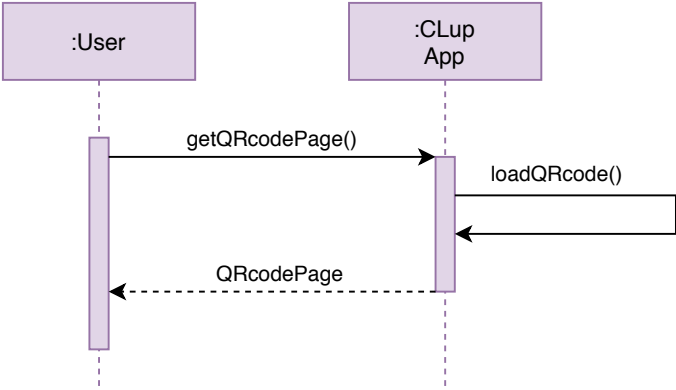 :User
:CLup
App
getQRcodePage()
loadQRcode()
QRcodePage